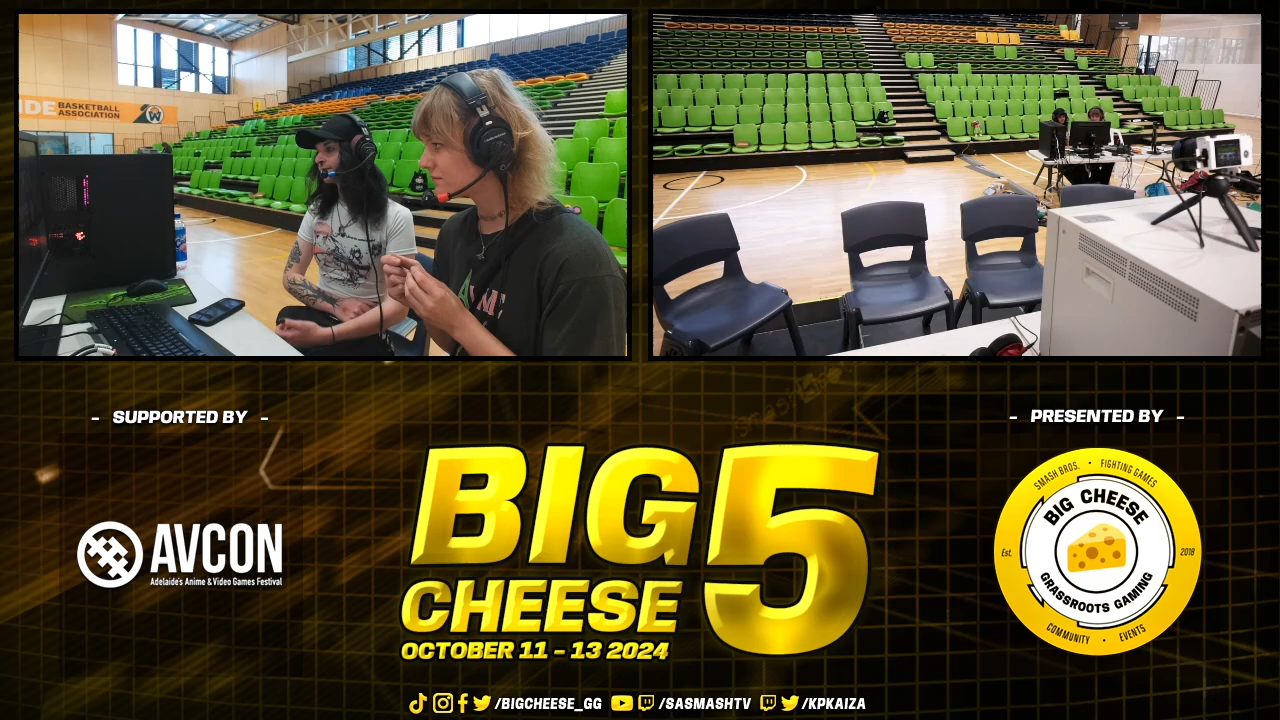 IDE BASKETBALL
ASSOCIATION
- SUPPORTED BY -
AVCON
Adelaide's Anime & Video Games Festival
BIG 5
CHEESE
OCTOBER 11 - 13 2024
- PRESENTED BY -
SMASH BROS. • FIGHTING GAMES
BIG CHEESE
Est. 2018
GRASSROOTS GAMING
COMMUNITY • EVENTS
/BIGCHEESE_GG /SASMASHTV /KPKAIZA